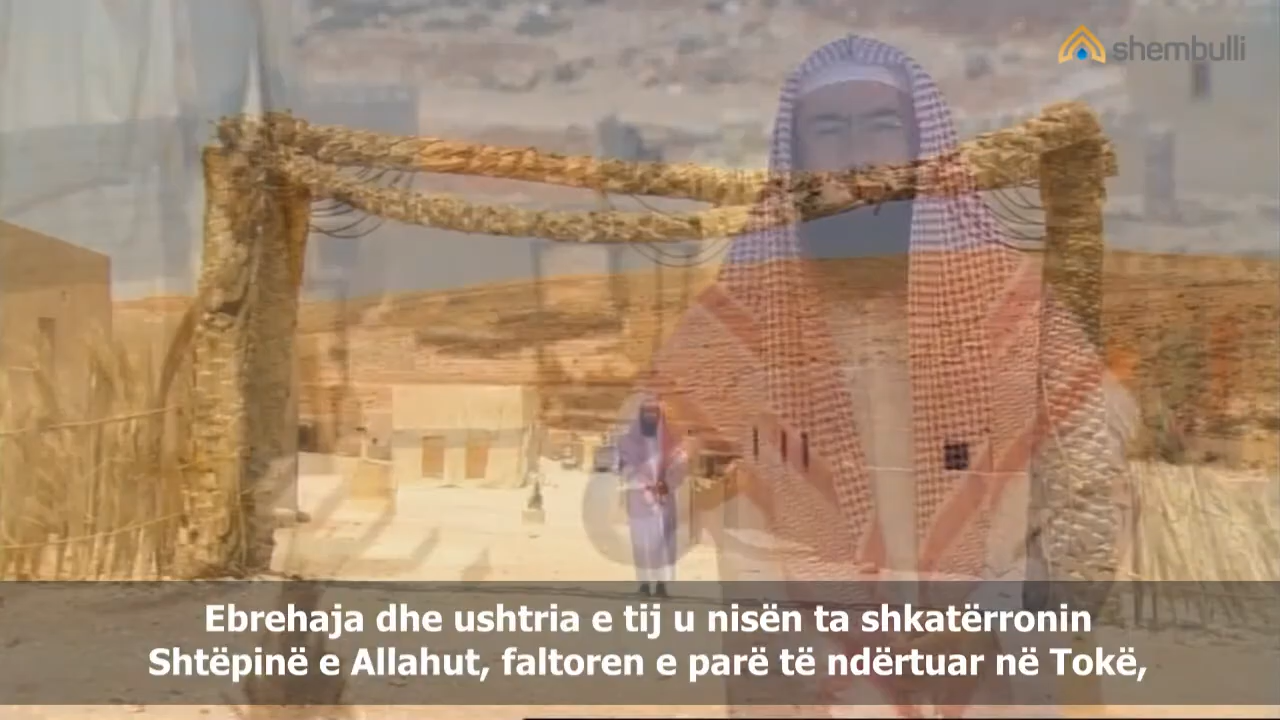 shembulli
Ebrehaja dhe ushtria e tij u nisën ta shkatërronin
Shtëpinë e Allahut, faltoren e parë të ndërtuar në Tokë,